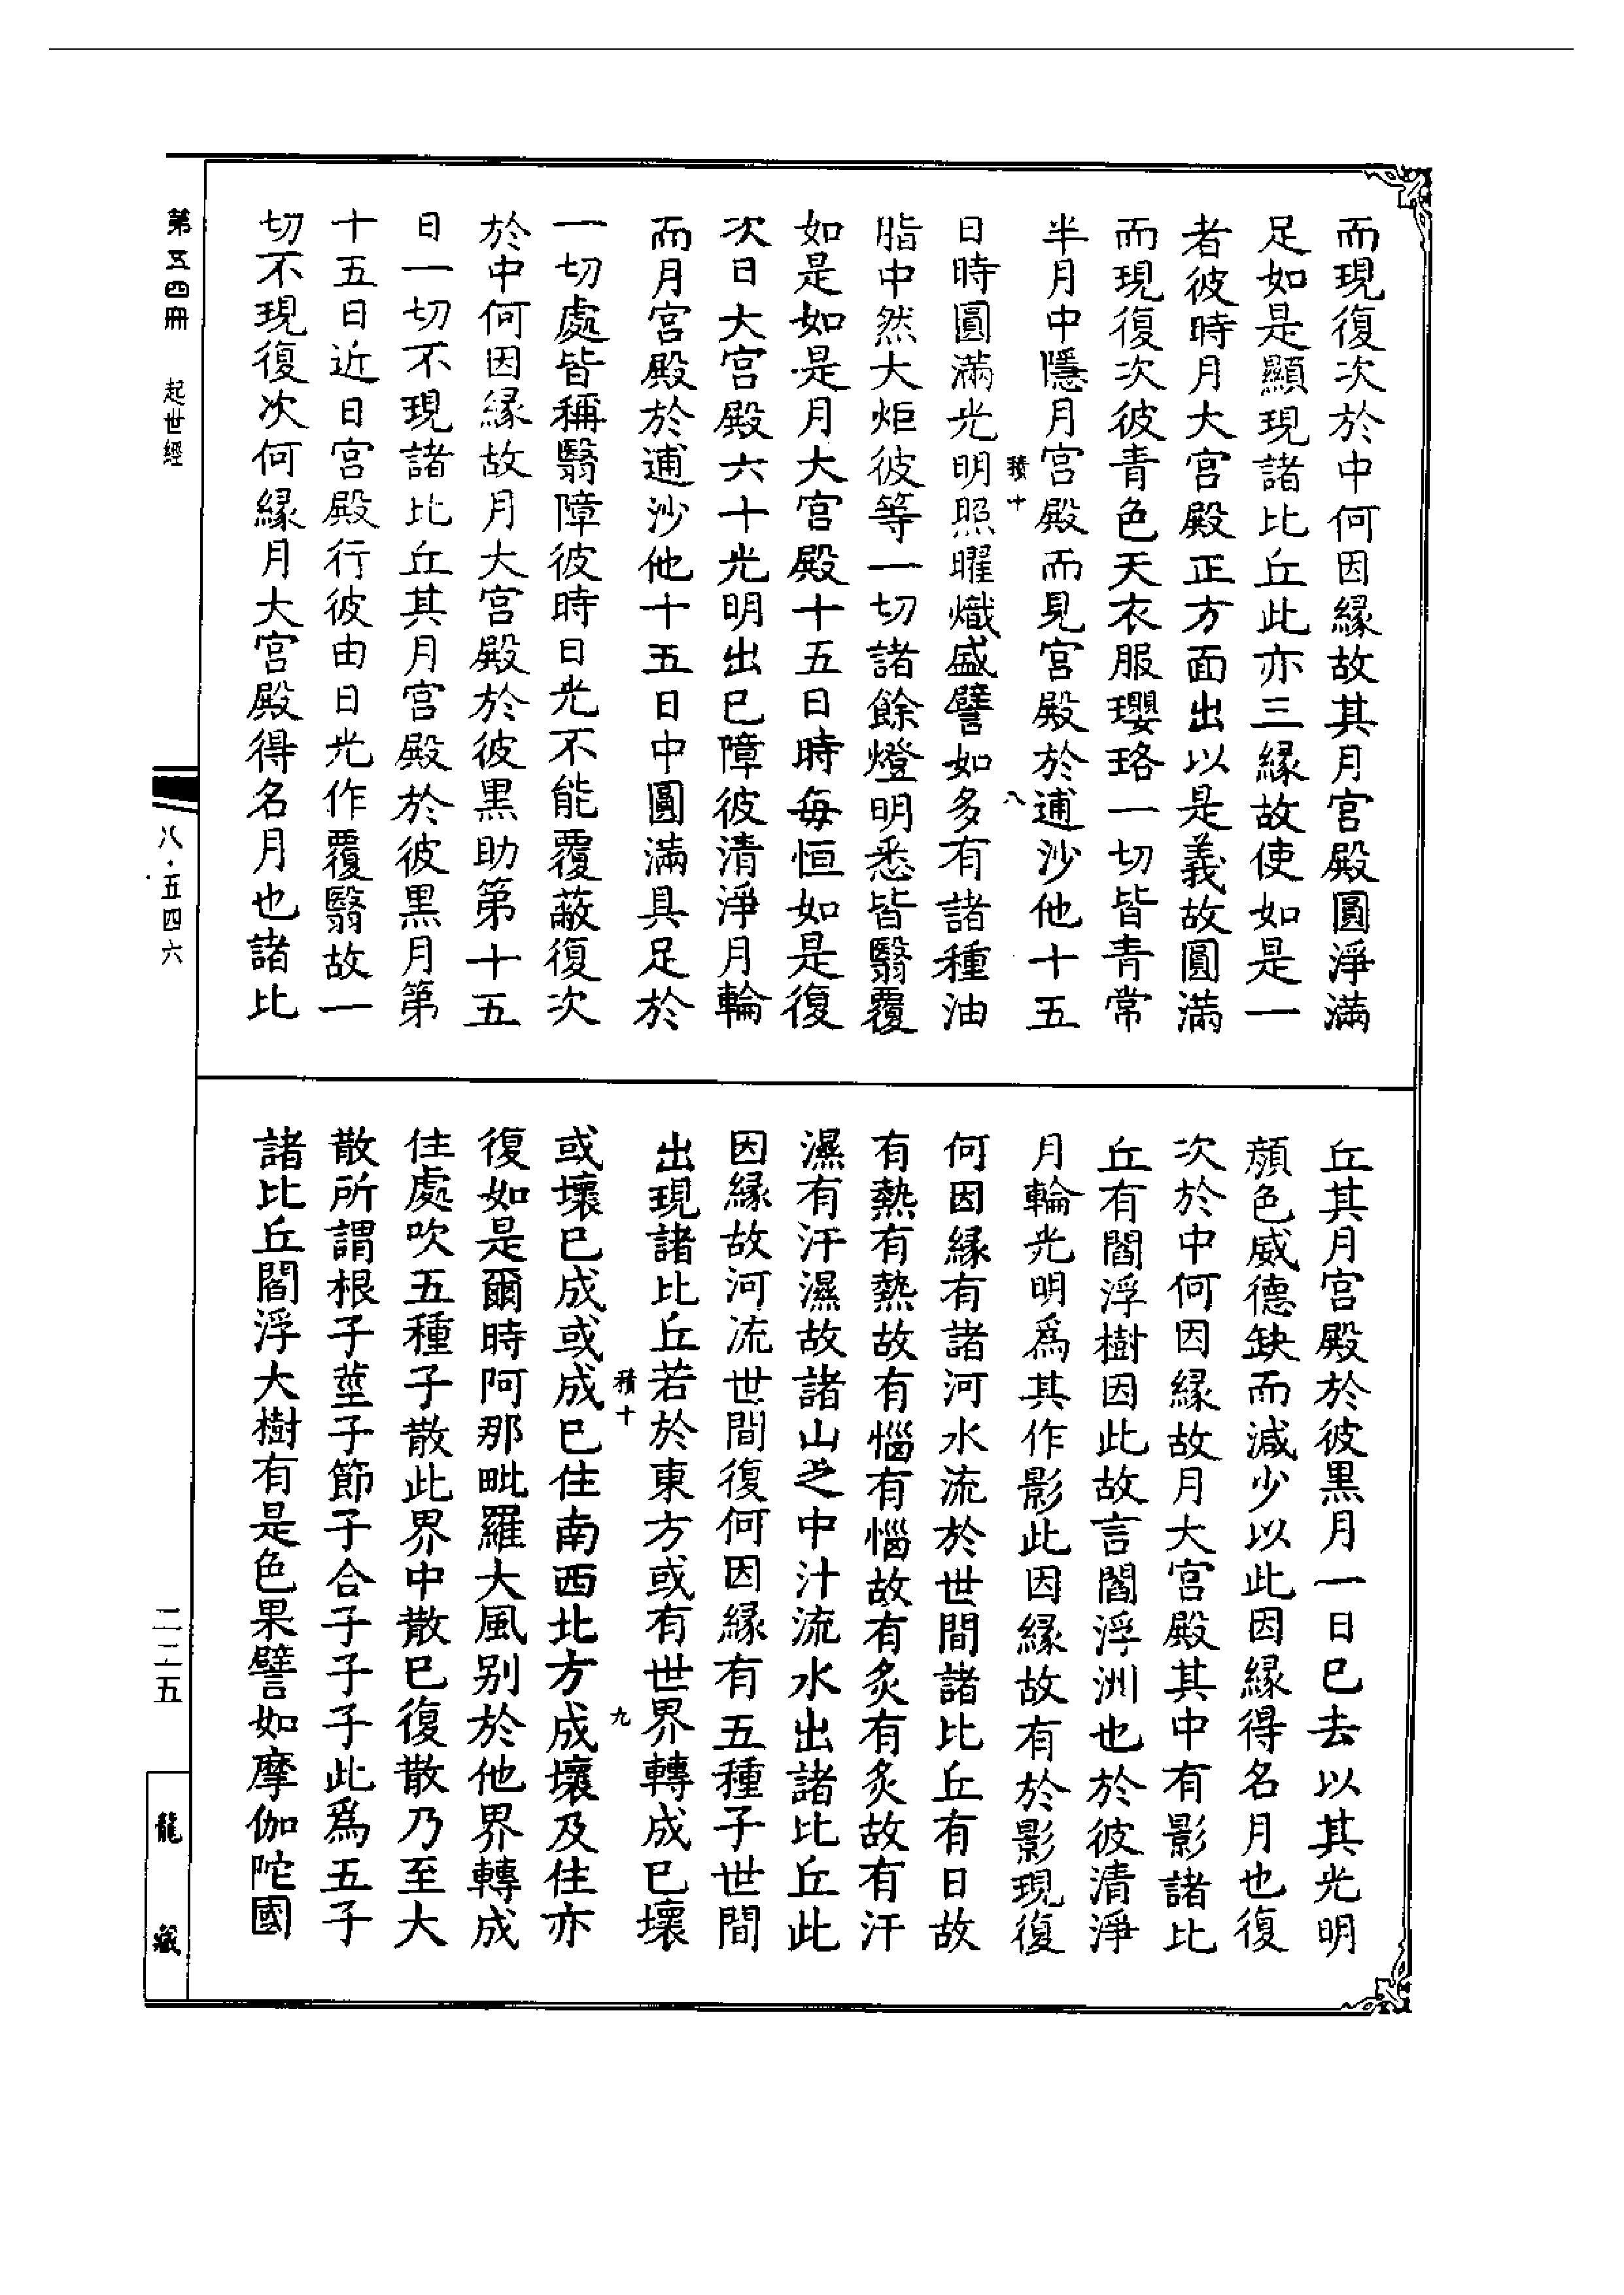 而現復次於中何因緣故其月宮殿圓淨滿
足如是顯現諸比丘此亦三緣故使如是一
者彼時月大宮殿正方面出以是義故圓滿
而現復次彼青色天衣服瓔珞一切皆青常
半月中隱月宮殿而見宮殿於逋沙他十五
積十
八
日時圓滿光明照曜熾盛譬如多有諸種油
脂中然大炬彼等一切諸餘燈明悉皆翳覆
如是如是月大宮殿十五日時每恒如是復
次日大宮殿六十光明出已障彼清淨月輪
而月宮殿於逋沙他十五日中圓滿具足於
一切處皆稱翳障彼時日光不能覆蔽復次
於中何因緣故月大宮殿於彼黑助第十五
日一切不現諸比丘其月宮殿於彼黑月第
十五日近日宮殿行彼由日光作覆翳故一
切不現復次何緣月大宮殿得名月也諸比
丘其月宮殿於彼黑月一日已去以其光明
顏色威德缺而減少以此因緣得名月也復
次於中何因緣故月大宮殿其中有影諸比
丘有閻浮樹因此故言閻浮洲也於彼清淨
月輪光明爲其作影此因緣故有於影現復
何因緣有諸河水流於世間諸比丘有日故
有熱有熱故有惱有惱故有炙有炙故有汗
濕有汗濕故諸山之中汁流水出諸比丘此
因緣故河流世間復何因緣有五種子世間
出現諸比丘若於東方或有世界轉成已壞
積十
九
或壞已成或成已住南西北方成壞及住亦
復如是爾時阿那毗羅大風別於他界轉成
住處吹五種子散此界中散已復散乃至大
散所謂根子莖子節子合子子子此爲五子
諸比丘閻浮大樹有是色果譬如摩伽陀國
第五四冊 起世經
八·五四六
二二五
龍藏